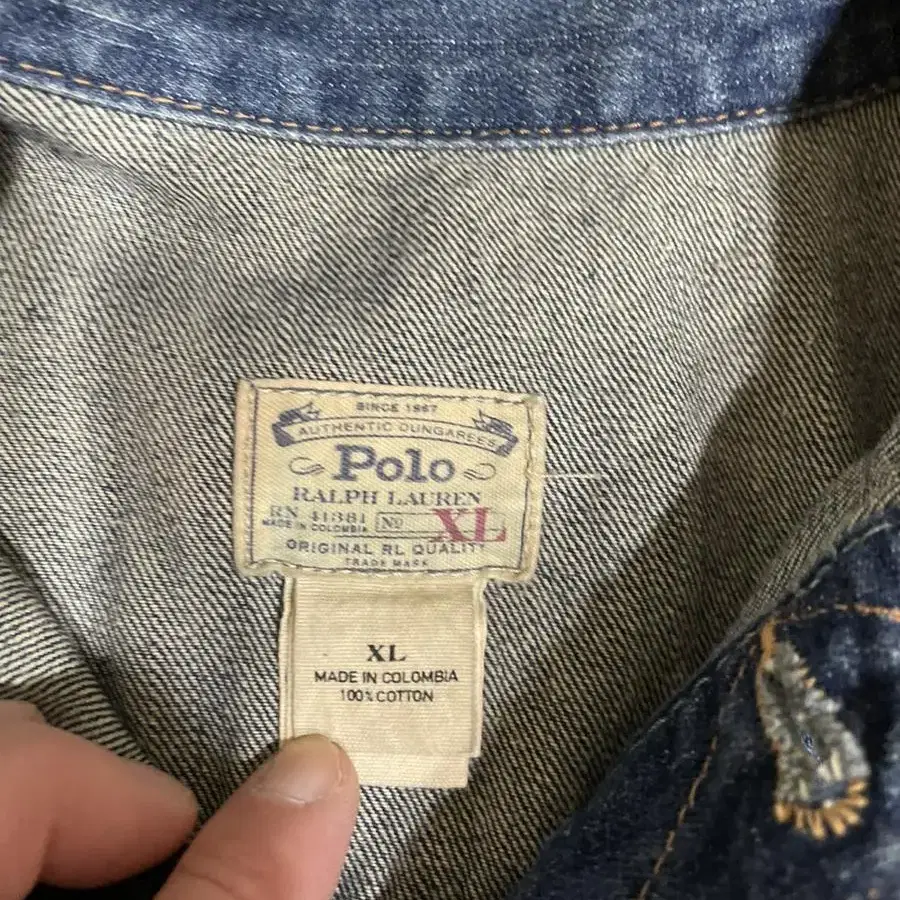 SINCE 1967
AUTHENTIC DUNGAREES
Polo
RALPH LAUREN
RN 41381 NO XL
MADE IN COLOMBIA
ORIGINAL RL QUALITY
TRADE MARK
XL
MADE IN COLOMBIA
100% COTTON